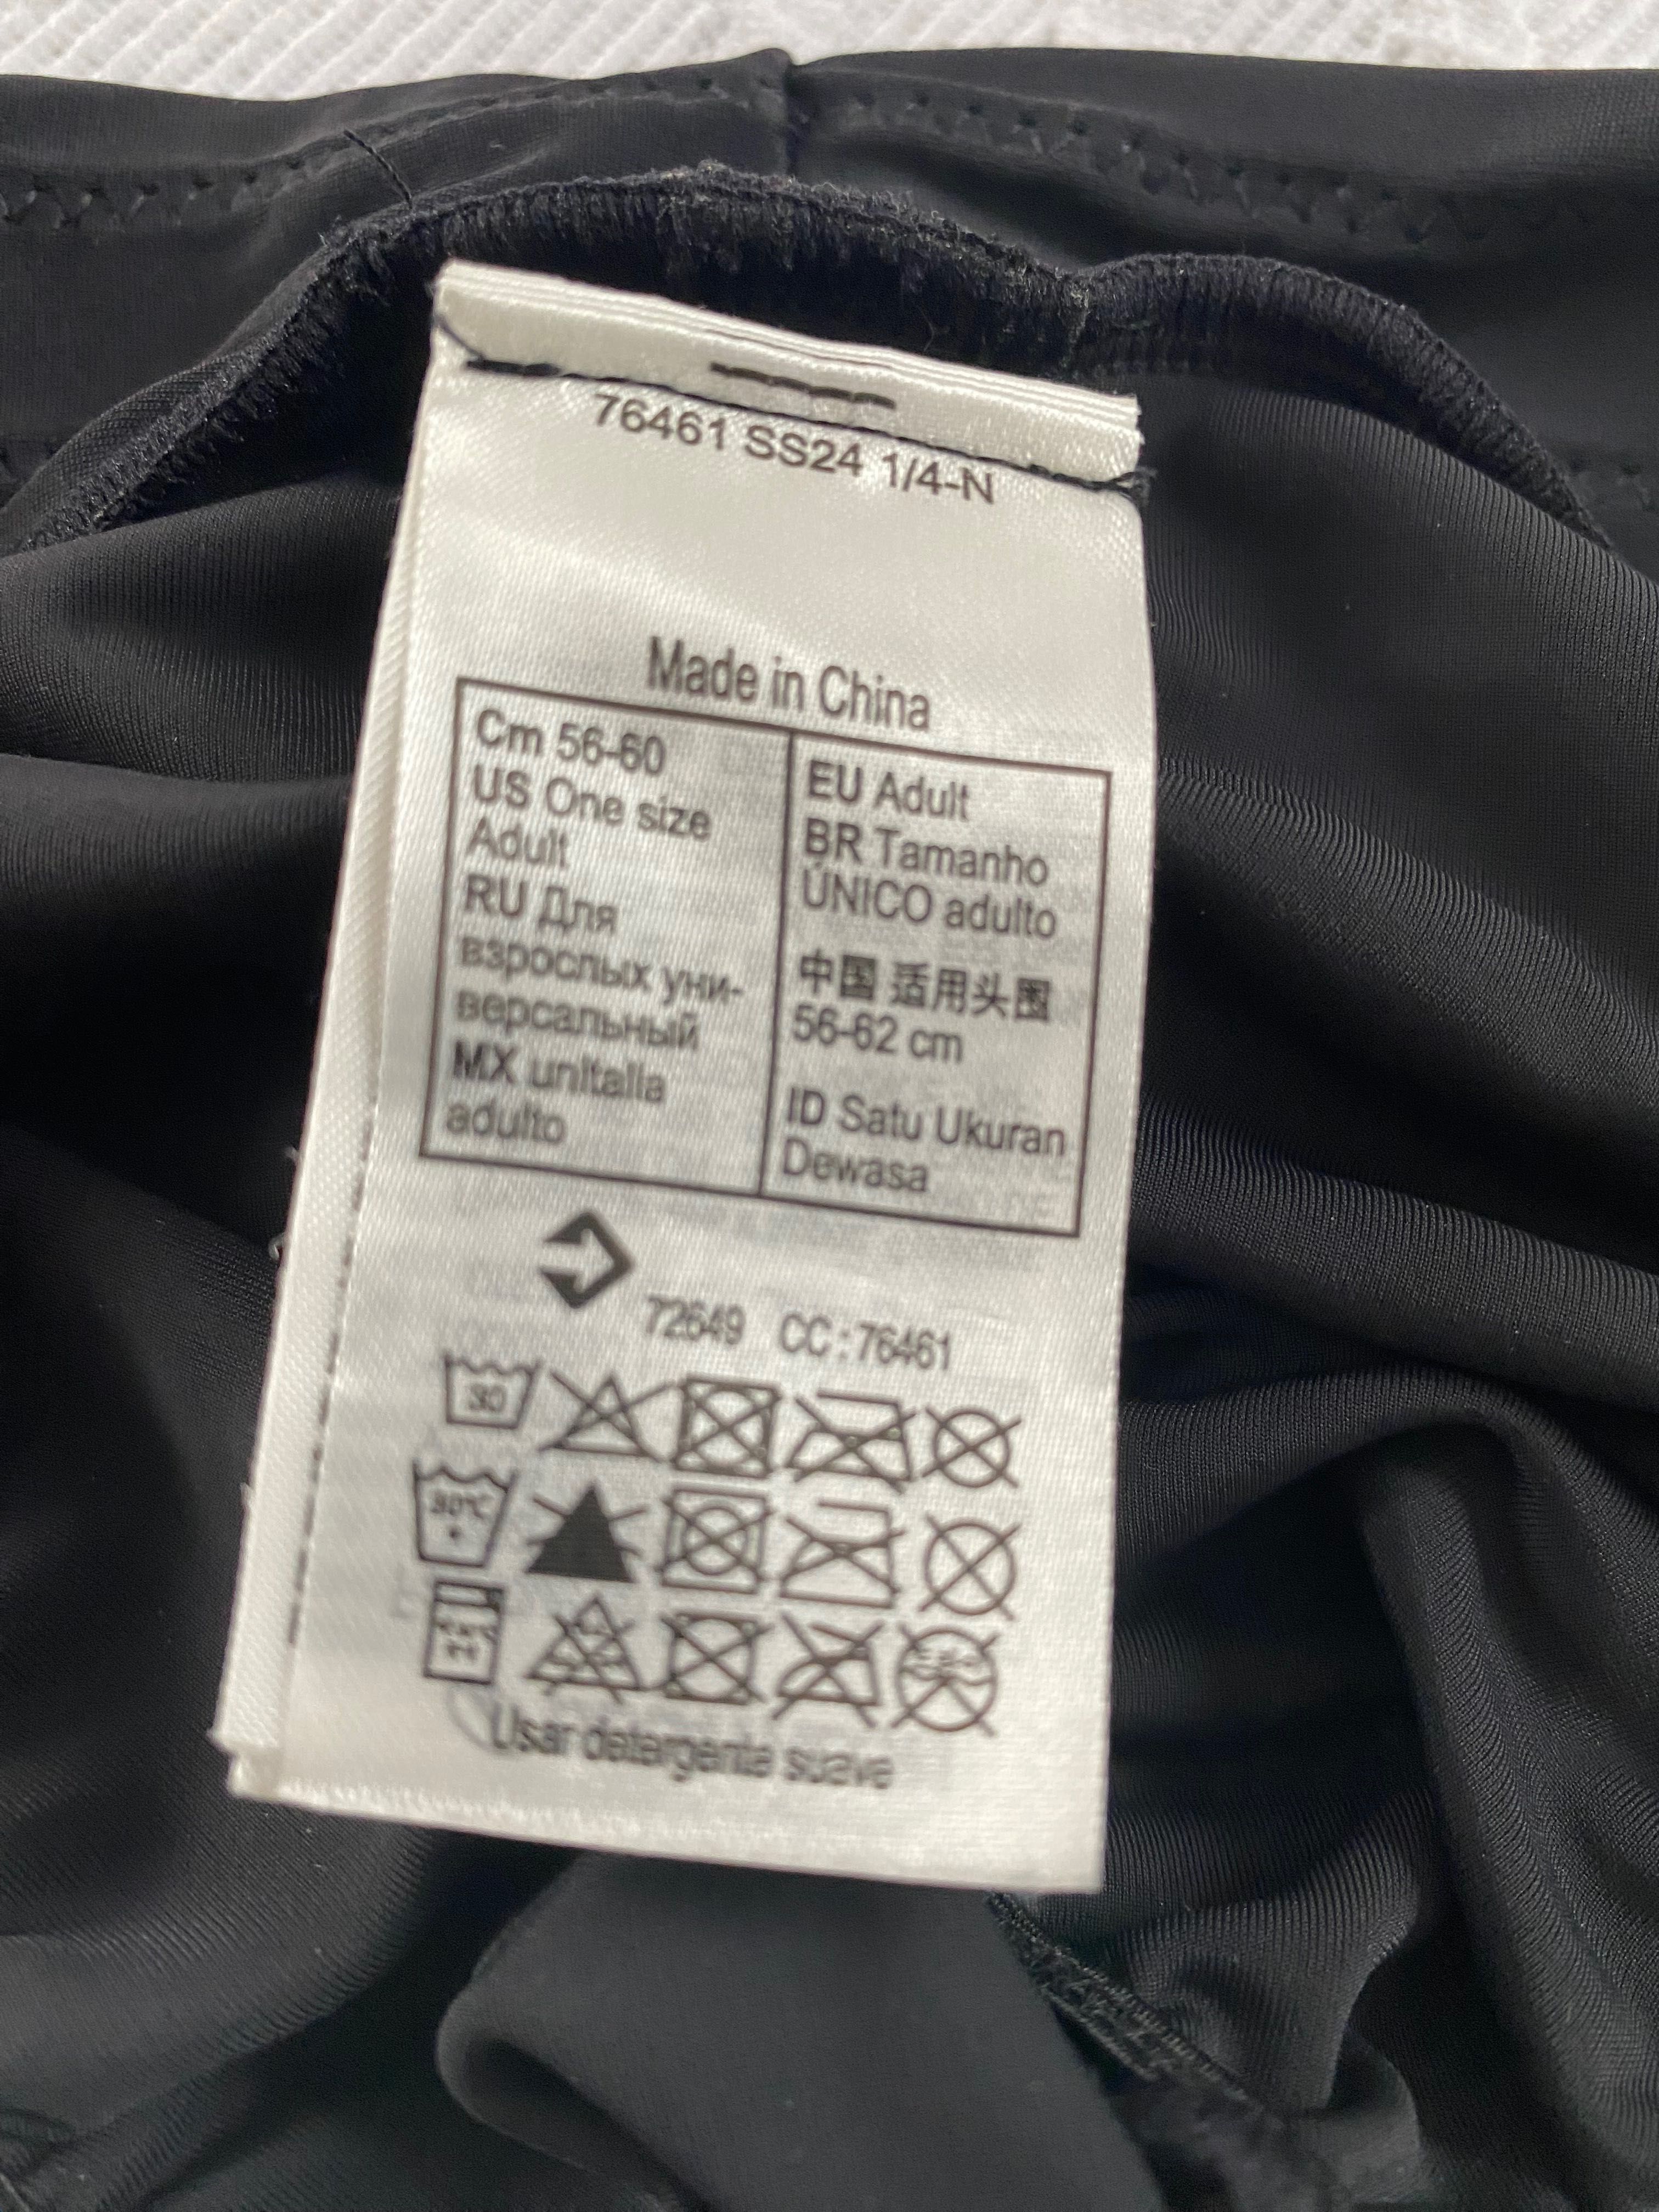 76461 SS24 1/4-N
Made in China
Cm 56-60
US One size
Adult
RU Для
взрослых уни-
версальный
MX unitalla
adulto
EU Adult
BR Tamanho
ÚNICO adulto
中国 适用头围
56-62 cm
ID Satu Ukuran
Dewasa
72649 CC:76461
30
30°C
Usar detergente suave